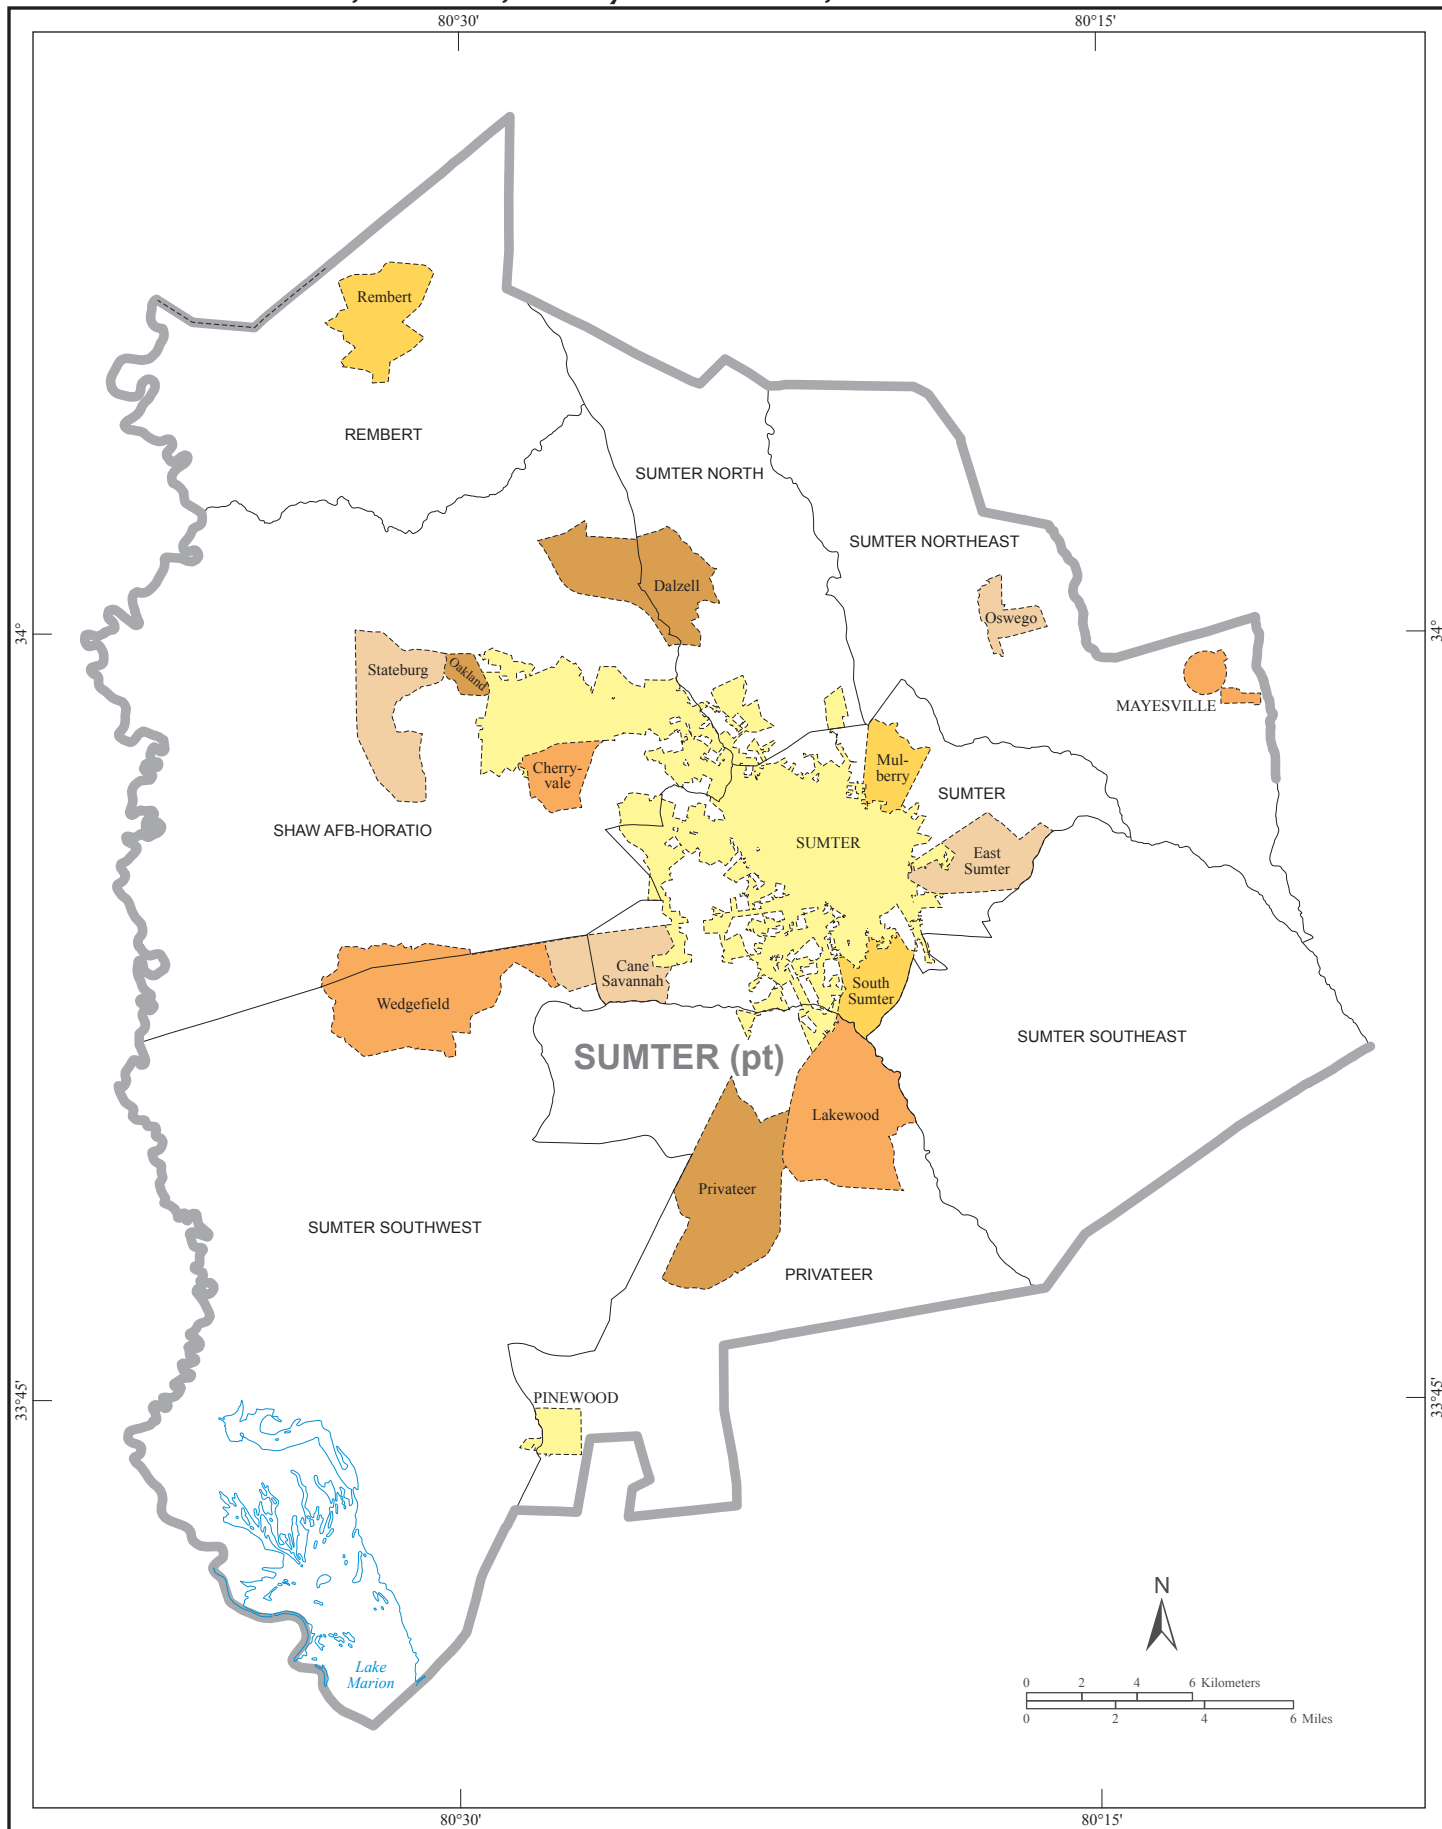 80°30'
80°15'
Rembert
REMBERT
SUMTER NORTH
SUMTER NORTHEAST
Dalzell
Oswego
34°
34°
Stateburg
Oakland
MAYESVILLE
Cherry-
vale
Mul-
berry
SUMTER
SHAW AFB-HORATIO
SUMTER
East
Sumter
Cane
Savannah
Wedgefield
South
Sumter
SUMTER SOUTHEAST
SUMTER (pt)
Lakewood
Privateer
SUMTER SOUTHWEST
PRIVATEER
33°45'
33°45'
PINEWOOD
N
Lake
Marion
0 2 4 6 Kilometers
0 2 4 6 Miles
80°30'
80°15'